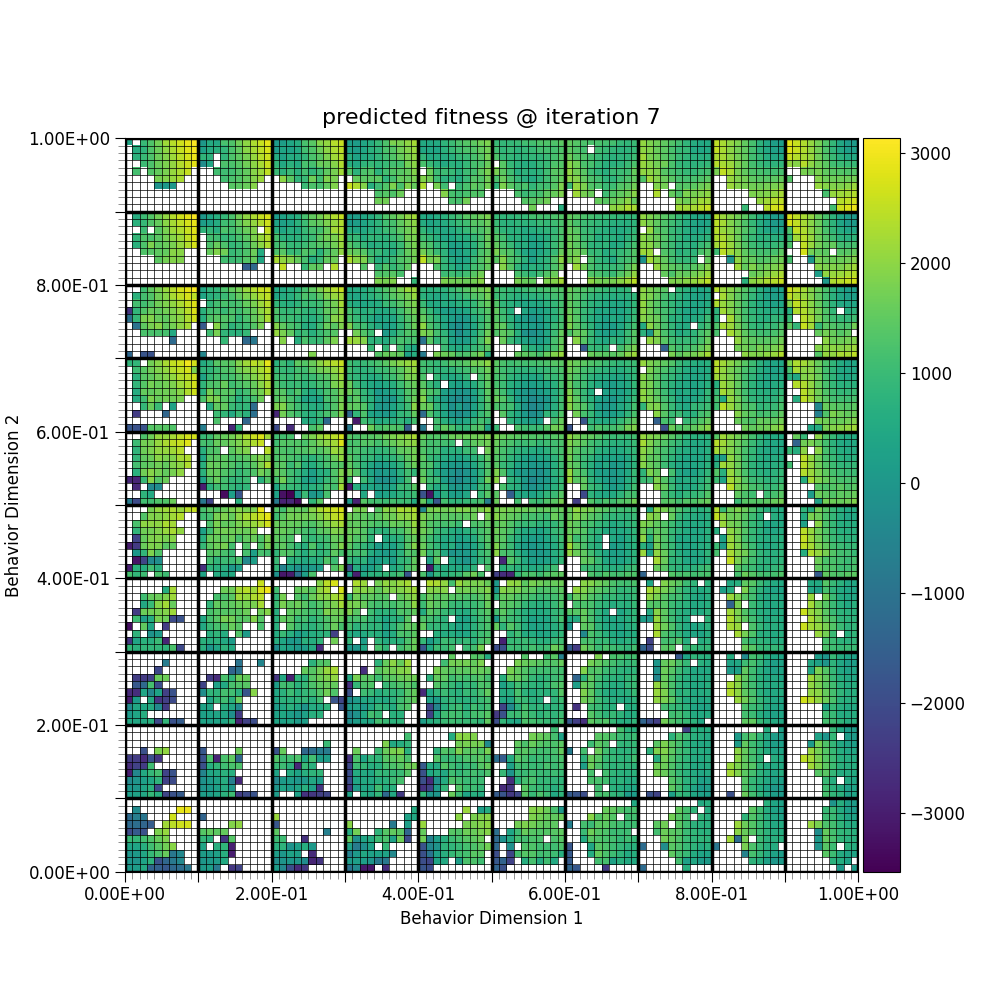 predicted fitness @ iteration 7
1.00E+00
8.00E-01
6.00E-01
4.00E-01
2.00E-01
0.00E+00
Behavior Dimension 2
0.00E+00 2.00E-01 4.00E-01 6.00E-01 8.00E-01 1.00E+00
Behavior Dimension 1
3000
2000
1000
0
−1000
−2000
−3000